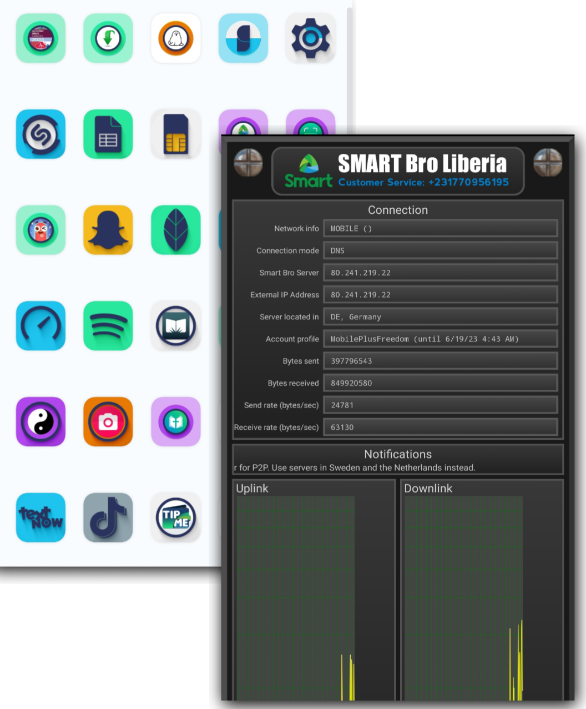 SMART Bro Liberia
Smart
Customer Service: +231770956195
Connection
Network info MOBILE ()
Connection mode DNS
Smart Bro Server 80.241.219.22
External IP Address 80.241.219.22
Server located in DE, Germany
Account profile MobilePlusFreedom (until 6/19/23 4:43 AM)
Bytes sent 397796543
Bytes received 849920580
Send rate (bytes/sec) 24781
Receive rate (bytes/sec) 63130
Notifications
r for P2P. Use servers in Sweden and the Netherlands instead.
Uplink Downlink
text
NOW
TIP
ME